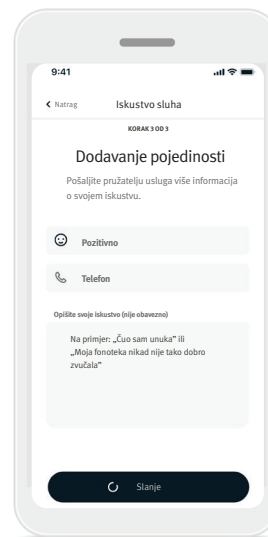 9:41
Natrag
Iskustvo sluha
KORAK 3 OD 3
Dodavanje pojedinosti
Pošaljite pružatelju usluga više informacija
o svojem iskustvu.
Pozitivno
Telefon
Opišite svoje iskustvo (nije obavezno)
Na primjer: „Čuo sam unuka” ili
„Moja fonoteka nikad nije tako dobro
zvučala”
Slanje